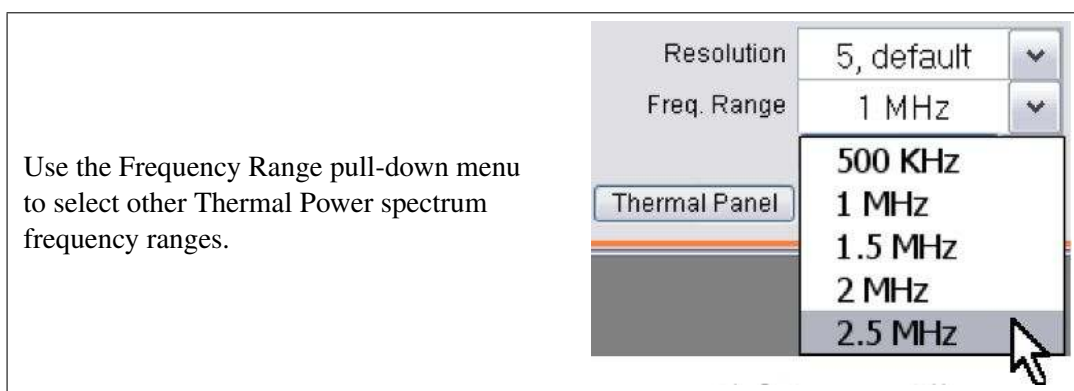 Use the Frequency Range pull-down menu
to select other Thermal Power spectrum
frequency ranges.
Resolution 5, default
Freq. Range 1 MHz
500 KHz
1 MHz
1.5 MHz
2 MHz
2.5 MHz
Thermal Panel